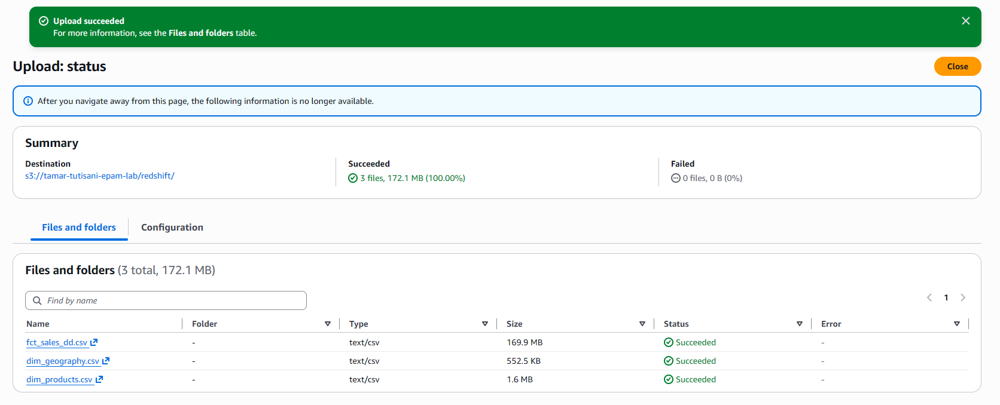 Upload succeeded
For more information, see the Files and folders table.
Upload: status
Close
After you navigate away from this page, the following information is no longer available.
Summary
Destination
s3://tamar-tutisani-epam-lab/redshift/
Succeeded
3 files, 172.1 MB (100.00%)
Failed
0 files, 0 B (0%)
Files and folders
Configuration
Files and folders (3 total, 172.1 MB)
Find by name
1
Name Folder Type Size Status Error
fct_sales_dd.csv - text/csv 169.9 MB Succeeded -
dim_geography.csv - text/csv 552.5 KB Succeeded -
dim_products.csv - text/csv 1.6 MB Succeeded -